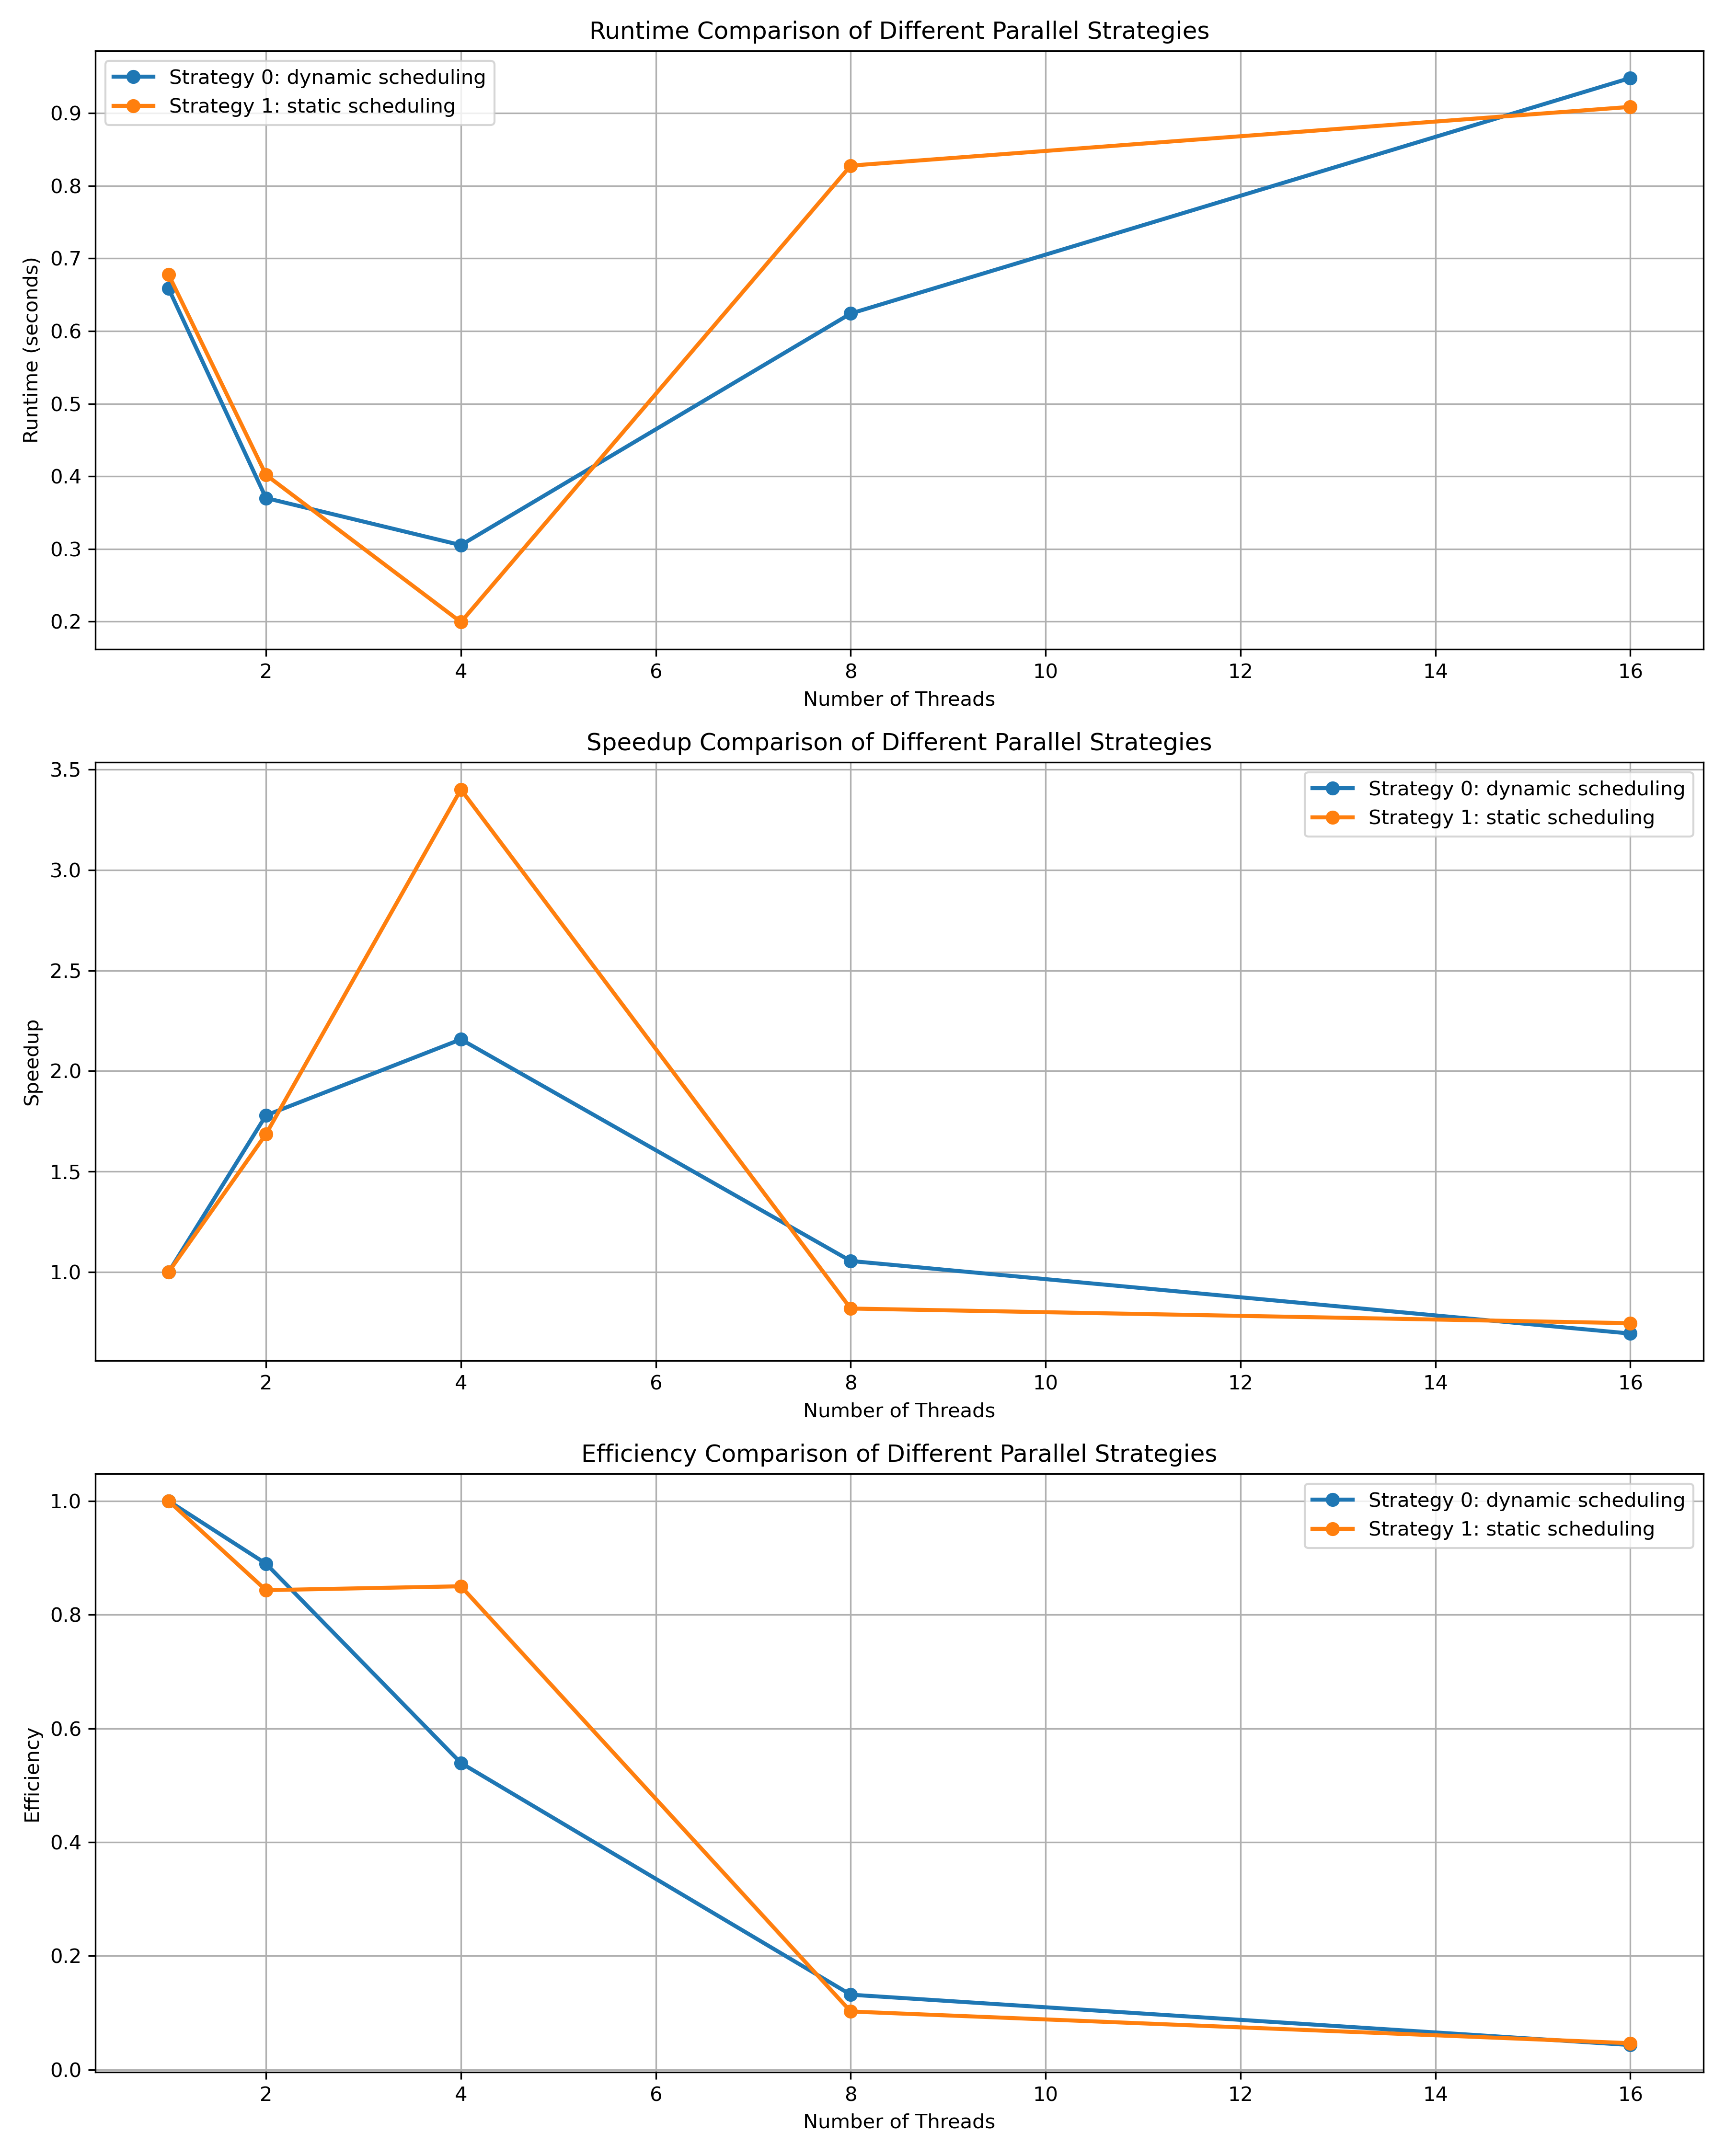 Runtime Comparison of Different Parallel Strategies
Strategy 0: dynamic scheduling
Strategy 1: static scheduling
Runtime (seconds)
0.9
0.8
0.7
0.6
0.5
0.4
0.3
0.2
2 4 6 8 10 12 14 16
Number of Threads
Speedup Comparison of Different Parallel Strategies
Strategy 0: dynamic scheduling
Strategy 1: static scheduling
Speedup
3.5
3.0
2.5
2.0
1.5
1.0
2 4 6 8 10 12 14 16
Number of Threads
Efficiency Comparison of Different Parallel Strategies
Strategy 0: dynamic scheduling
Strategy 1: static scheduling
Efficiency
1.0
0.8
0.6
0.4
0.2
0.0
2 4 6 8 10 12 14 16
Number of Threads